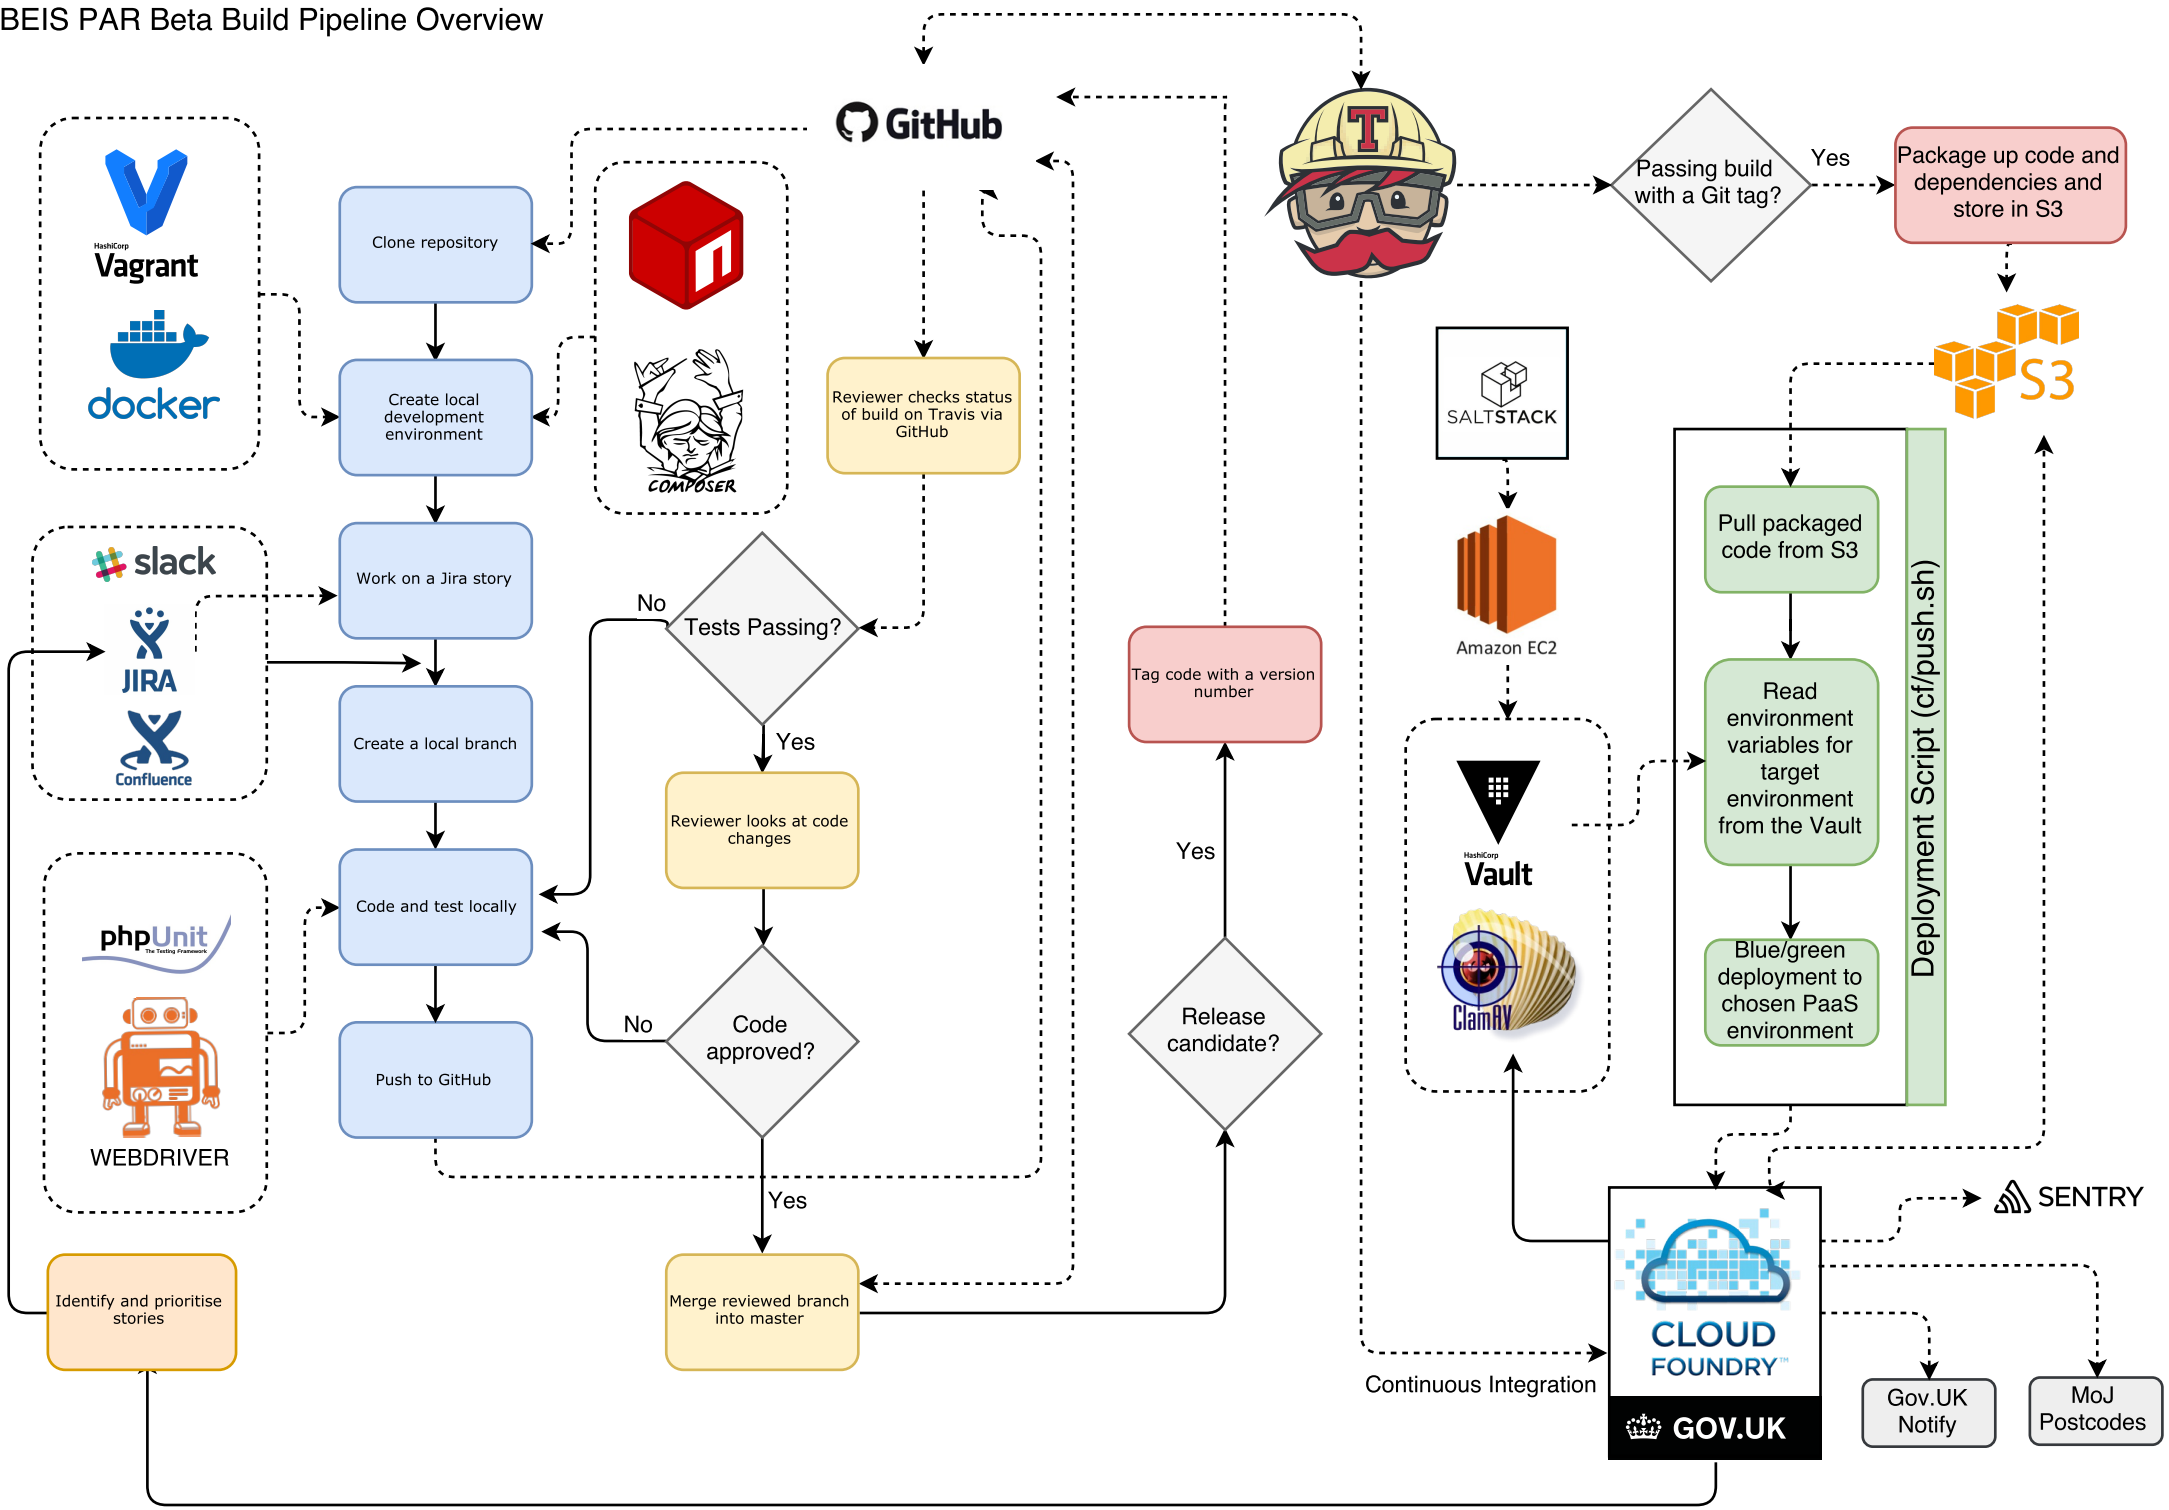 BEIS PAR Beta Build Pipeline Overview
GitHub
T
HashiCorp
Vagrant
docker
Clone repository
Create local
development
environment
Work on a Jira story
Create a local branch
Code and test locally
Push to GitHub
COMPOSER
slack
JIRA
Confluence
phpUnit
The Testing Framework
WEBDRIVER
Identify and prioritise
stories
Reviewer checks status
of build on Travis via
GitHub
Tests Passing?
No
Yes
Reviewer looks at code
changes
Code
approved?
No
Yes
Merge reviewed branch
into master
Release
candidate?
Yes
Tag code with a version
number
Passing build
with a Git tag?
Yes
Package up code and
dependencies and
store in S3
S3
SALTSTACK
Amazon EC2
HashiCorp
Vault
ClamAV
Pull packaged
code from S3
Read
environment
variables for
target
environment
from the Vault
Blue/green
deployment to
chosen PaaS
environment
Deployment Script (cf/push.sh)
Continuous Integration
CLOUD
FOUNDRY™
GOV.UK
SENTRY
Gov.UK
Notify
MoJ
Postcodes